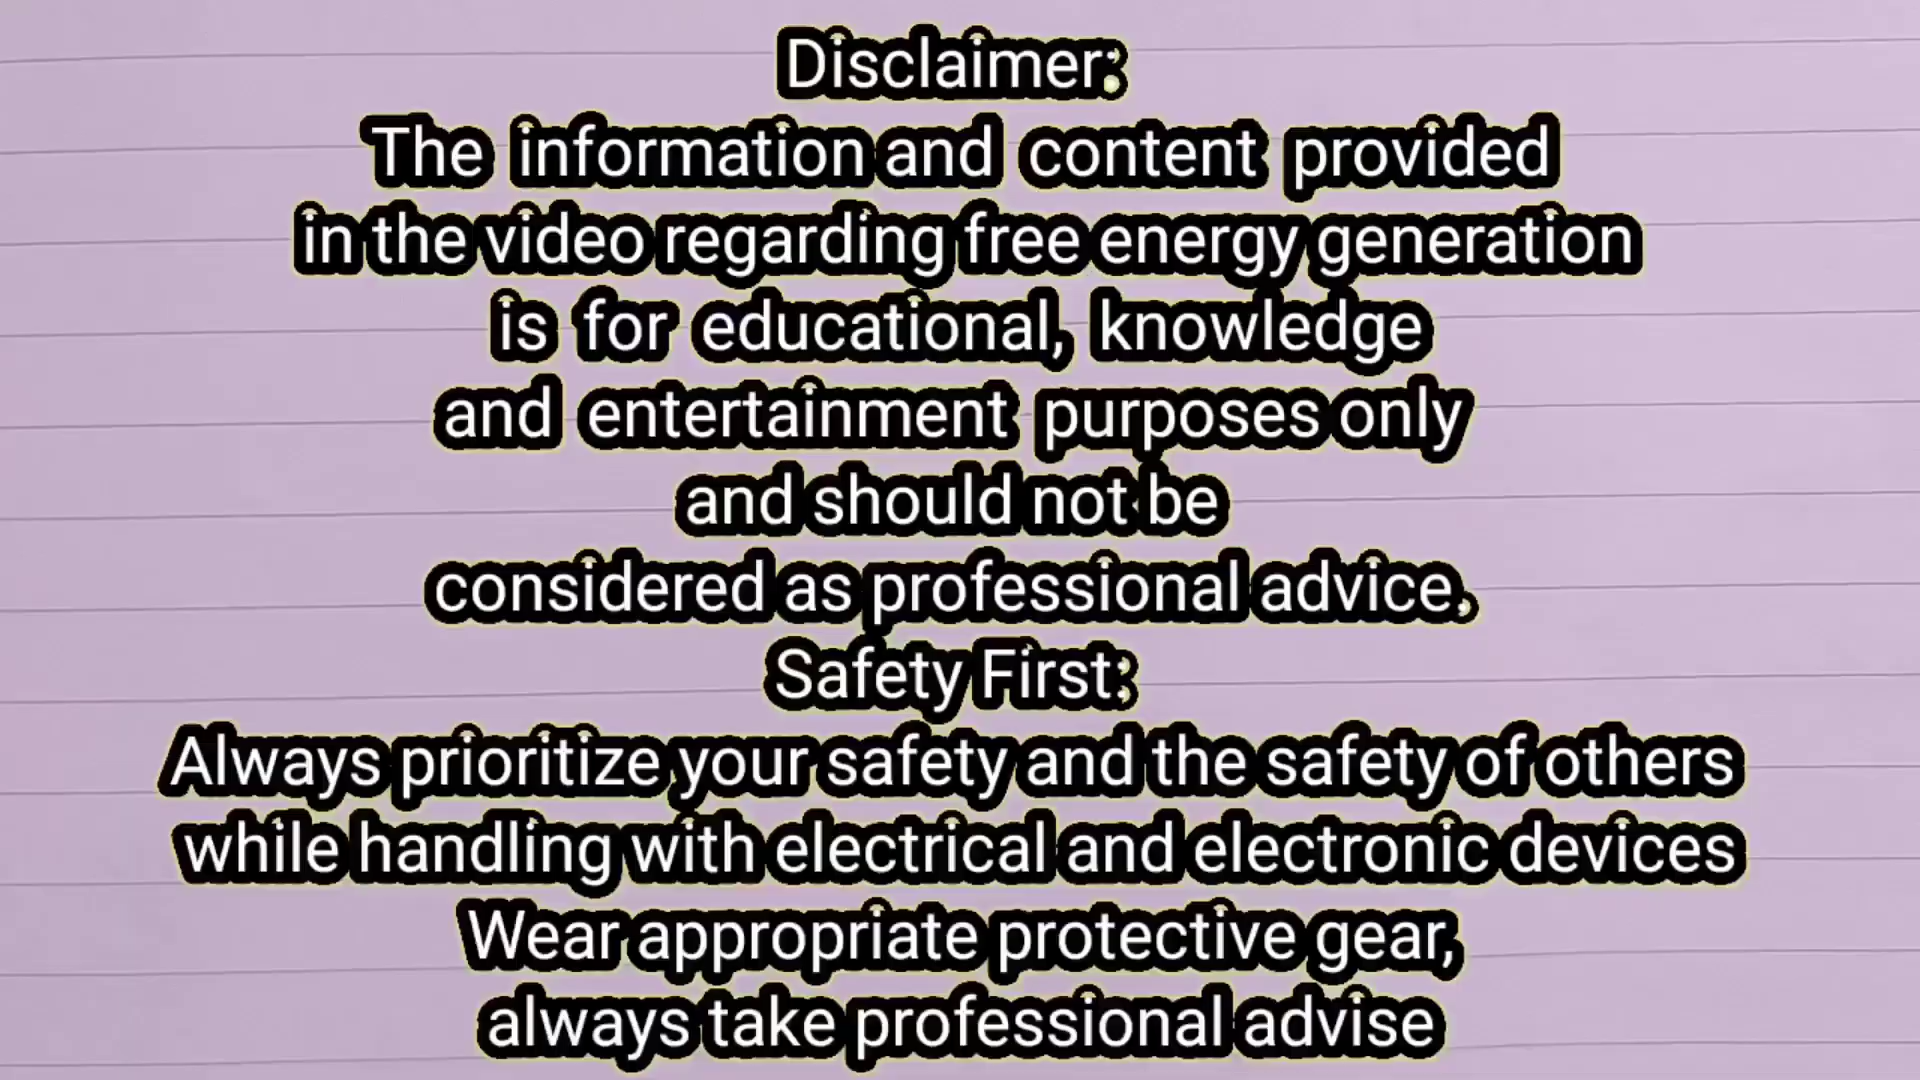 Disclaimer:
The information and content provided
in the video regarding free energy generation
is for educational, knowledge
and entertainment purposes only
and should not be
considered as professional advice.
Safety First:
Always prioritize your safety and the safety of others
while handling with electrical and electronic devices
Wear appropriate protective gear,
always take professional advise